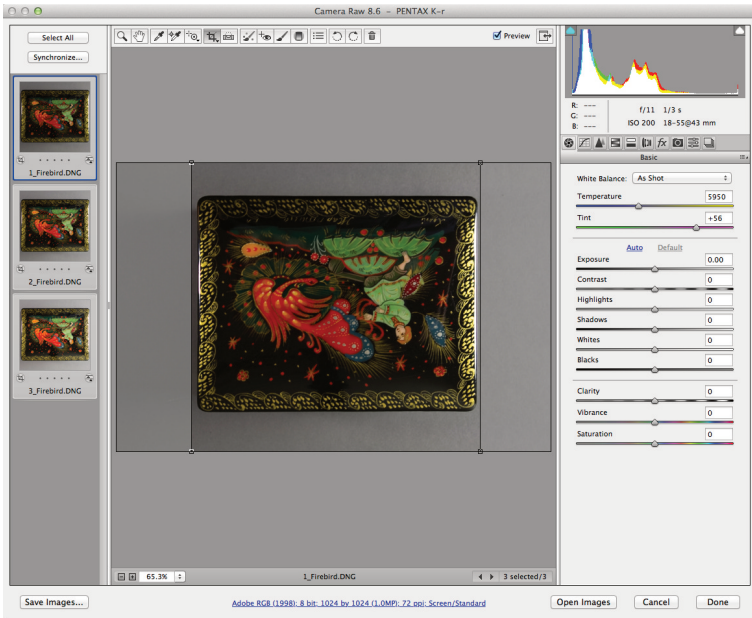 Camera Raw 8.6 – PENTAX K-r
Select All
Synchronize...
1_Firebird.DNG
2_Firebird.DNG
3_Firebird.DNG
Preview
65.3%
1_Firebird.DNG
3 selected/3
R: ---
G: ---
B: ---
f/11 1/3 s
ISO 200 18-55@43 mm
fx
Basic
White Balance: As Shot
Temperature 5950
Tint +56
Auto Default
Exposure 0.00
Contrast 0
Highlights 0
Shadows 0
Whites 0
Blacks 0
Clarity 0
Vibrance 0
Saturation 0
Save Images...
Adobe RGB (1998); 8 bit; 1024 by 1024 (1.0MP); 72 ppi; Screen/Standard
Open Images
Cancel
Done